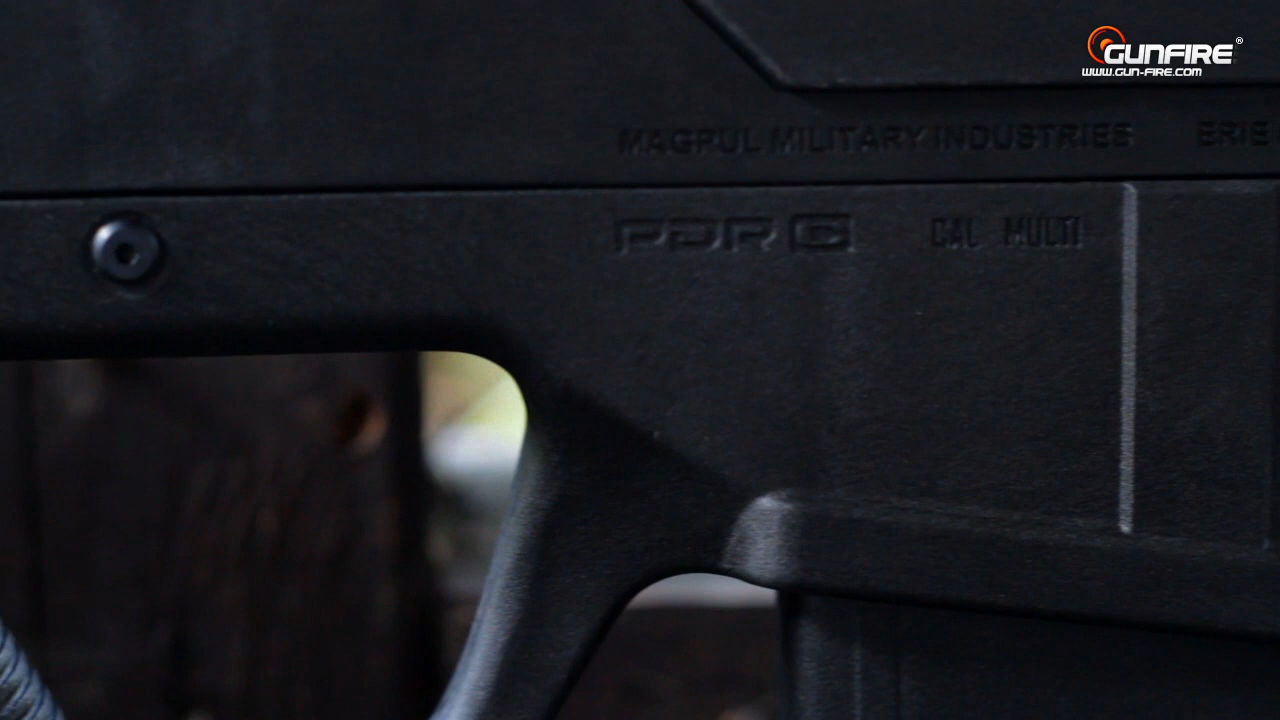 GUNFIRE®
WWW.GUN-FIRE.COM
MAGPUL MILITARY INDUSTRIES ERIE
PDR C CAL MULTI